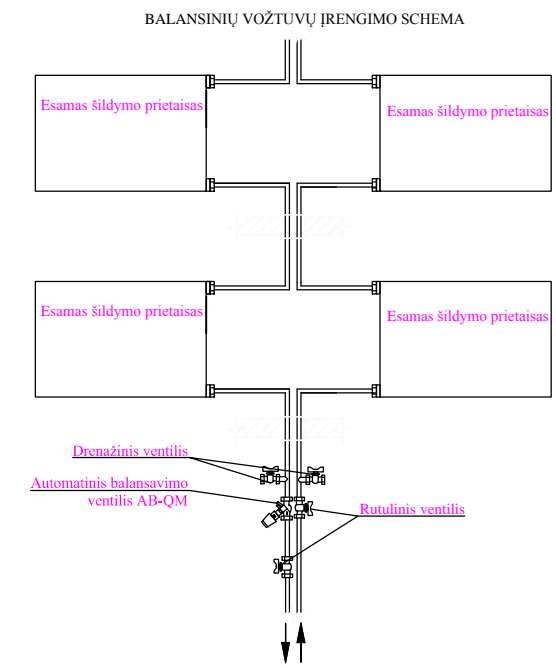 BALANSINIŲ VOŽTUVŲ ĮRENGIMO SCHEMA
Esamas šildymo prietaisas
Esamas šildymo prietaisas
Esamas šildymo prietaisas
Esamas šildymo prietaisas
Drenažinis ventilis
Automatinis balansavimo
ventilis AB-QM
Rutulinis ventilis